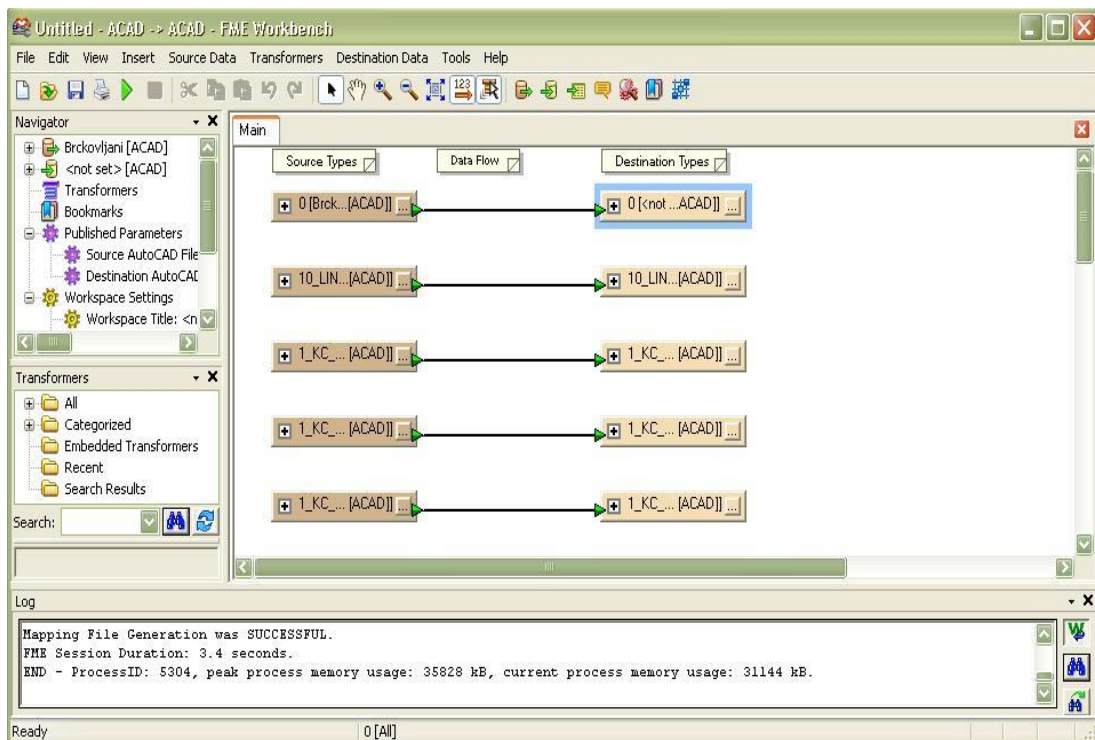 Untitled - ACAD -> ACAD - FME Workbench
File Edit View Insert Source Data Transformers Destination Data Tools Help
123
Navigator
Brckovljani [ACAD]
<not set> [ACAD]
Transformers
Bookmarks
Published Parameters
Source AutoCAD File
Destination AutoCAD
Workspace Settings
Workspace Title: <n
Transformers
All
Categorized
Embedded Transformers
Recent
Search Results
Search:
Main
Source Types Data Flow Destination Types
0 [Brck...[ACAD]] ... 0 [<not ...ACAD]] ...
10_LIN...[ACAD]] ... 10_LIN...[ACAD]] ...
1_KC_... [ACAD]] ... 1_KC_... [ACAD]] ...
1_KC_... [ACAD]] ... 1_KC_... [ACAD]] ...
1_KC_... [ACAD]] ... 1_KC_... [ACAD]] ...
Log
Mapping File Generation was SUCCESSFUL.
FME Session Duration: 3.4 seconds.
END - ProcessID: 5304, peak process memory usage: 35828 kB, current process memory usage: 31144 kB.
W
Ready 0 [All]